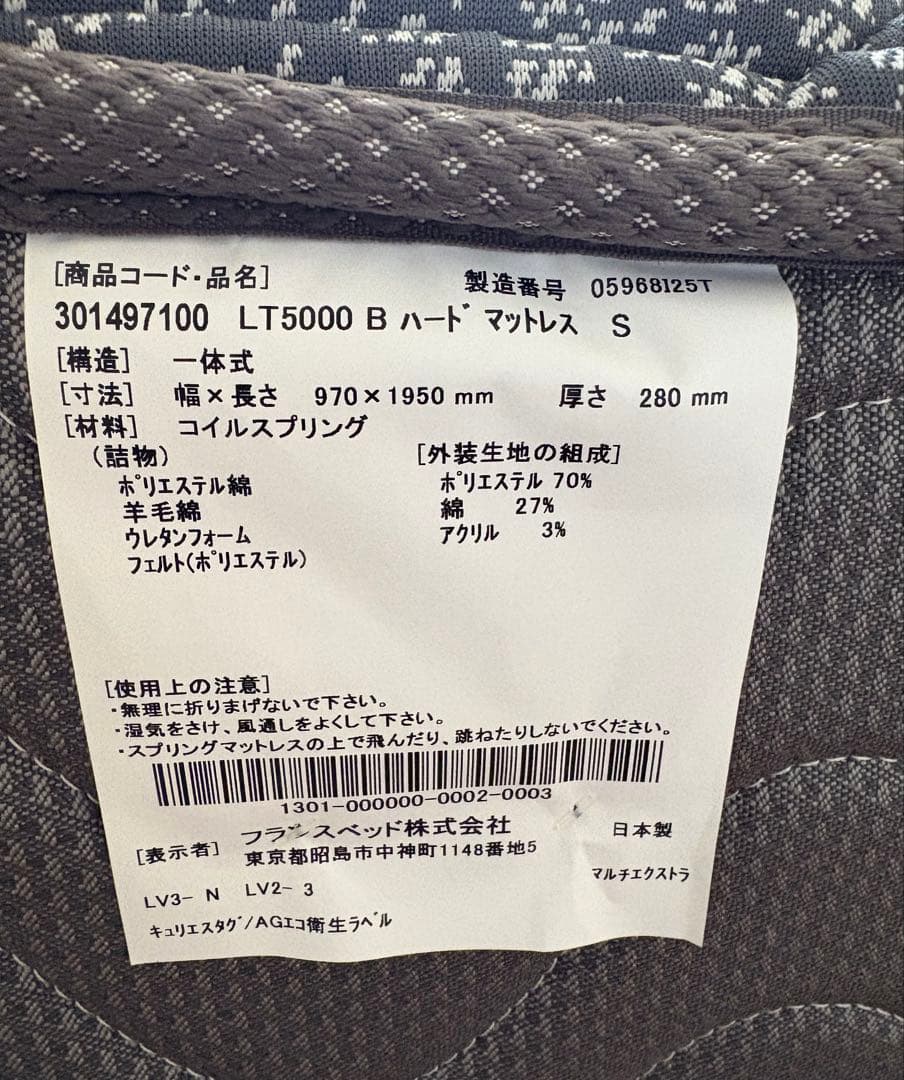 [商品コード・品名] 製造番号 05968I25T
301497100 LT5000 B ハード マットレス S
[構造] 一体式
[寸法] 幅×長さ 970×1950 mm 厚さ 280 mm
[材料] コイルスプリング
(詰物) [外装生地の組成]
ポリエステル綿 ポリエステル 70%
羊毛綿 綿 27%
ウレタンフォーム アクリル 3%
フェルト(ポリエステル)
[使用上の注意]
・無理に折りまげないで下さい。
・湿気をさけ、風通しをよくして下さい。
・スプリングマットレスの上で飛んだり、跳ねたりしないでください。
1301-000000-0002-0003
[表示者] フランスベッド株式会社 日本製
東京都昭島市中神町1148番地5
マルチエクストラ
LV3- N LV2- 3
キュリエスタグ/AGエコ衛生ラベル